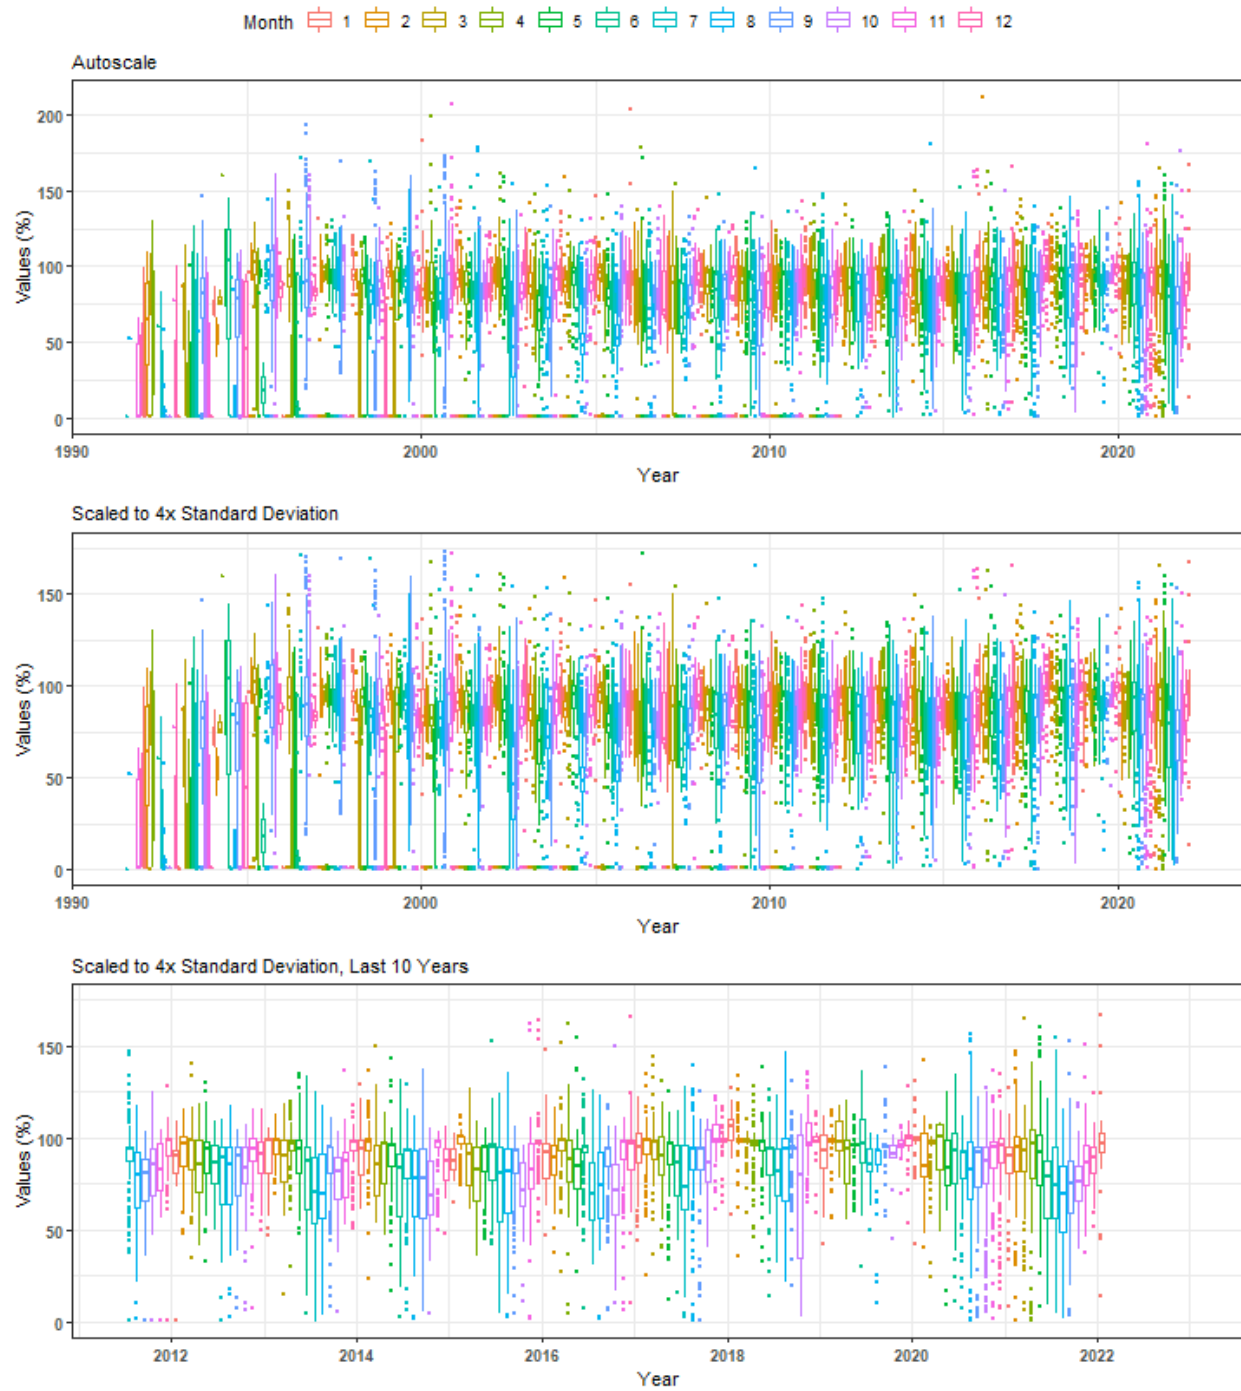 Month 1 2 3 4 5 6 7 8 9 10 11 12
Autoscale
200
150
100
50
0
Values (%)
1990 2000 2010 2020
Year
Scaled to 4x Standard Deviation
150
100
50
0
Values (%)
1990 2000 2010 2020
Year
Scaled to 4x Standard Deviation, Last 10 Years
150
100
50
0
Values (%)
2012 2014 2016 2018 2020 2022
Year